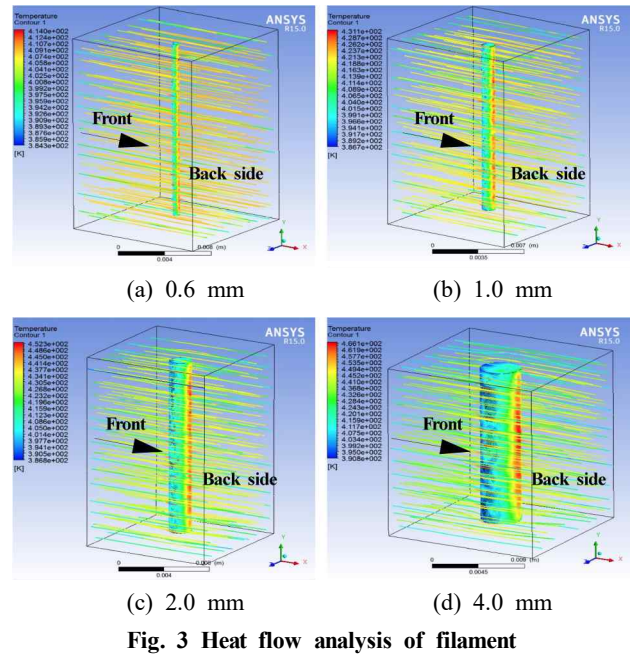 Temperature
Contour 1
4.140e+002
4.124e+002
4.107e+002
4.091e+002
4.074e+002
4.058e+002
4.041e+002
4.025e+002
4.008e+002
3.992e+002
3.975e+002
3.959e+002
3.942e+002
3.926e+002
3.909e+002
3.893e+002
3.876e+002
3.859e+002
3.843e+002
[K]
ANSYS
R15.0
Front
Back side
0 0.008 (m)
0.004
Y
X
Z
(a) 0.6 mm
Temperature
Contour 1
4.311e+002
4.287e+002
4.262e+002
4.237e+002
4.213e+002
4.188e+002
4.163e+002
4.139e+002
4.114e+002
4.089e+002
4.065e+002
4.040e+002
4.015e+002
3.991e+002
3.966e+002
3.941e+002
3.917e+002
3.892e+002
3.867e+002
[K]
ANSYS
R15.0
Front
Back side
0 0.007 (m)
0.0035
Y
X
Z
(b) 1.0 mm
Temperature
Contour 1
4.523e+002
4.486e+002
4.450e+002
4.414e+002
4.377e+002
4.341e+002
4.305e+002
4.268e+002
4.232e+002
4.196e+002
4.159e+002
4.123e+002
4.086e+002
4.050e+002
4.014e+002
3.977e+002
3.941e+002
3.905e+002
3.868e+002
[K]
ANSYS
R15.0
Front
Back side
0 0.008 (m)
0.004
Y
X
Z
(c) 2.0 mm
Temperature
Contour 1
4.661e+002
4.619e+002
4.577e+002
4.535e+002
4.494e+002
4.452e+002
4.410e+002
4.368e+002
4.326e+002
4.284e+002
4.243e+002
4.201e+002
4.159e+002
4.117e+002
4.075e+002
4.034e+002
3.992e+002
3.950e+002
3.908e+002
[K]
ANSYS
R15.0
Front
Back side
0 0.009 (m)
0.0045
Y
X
Z
(d) 4.0 mm
Fig. 3 Heat flow analysis of filament